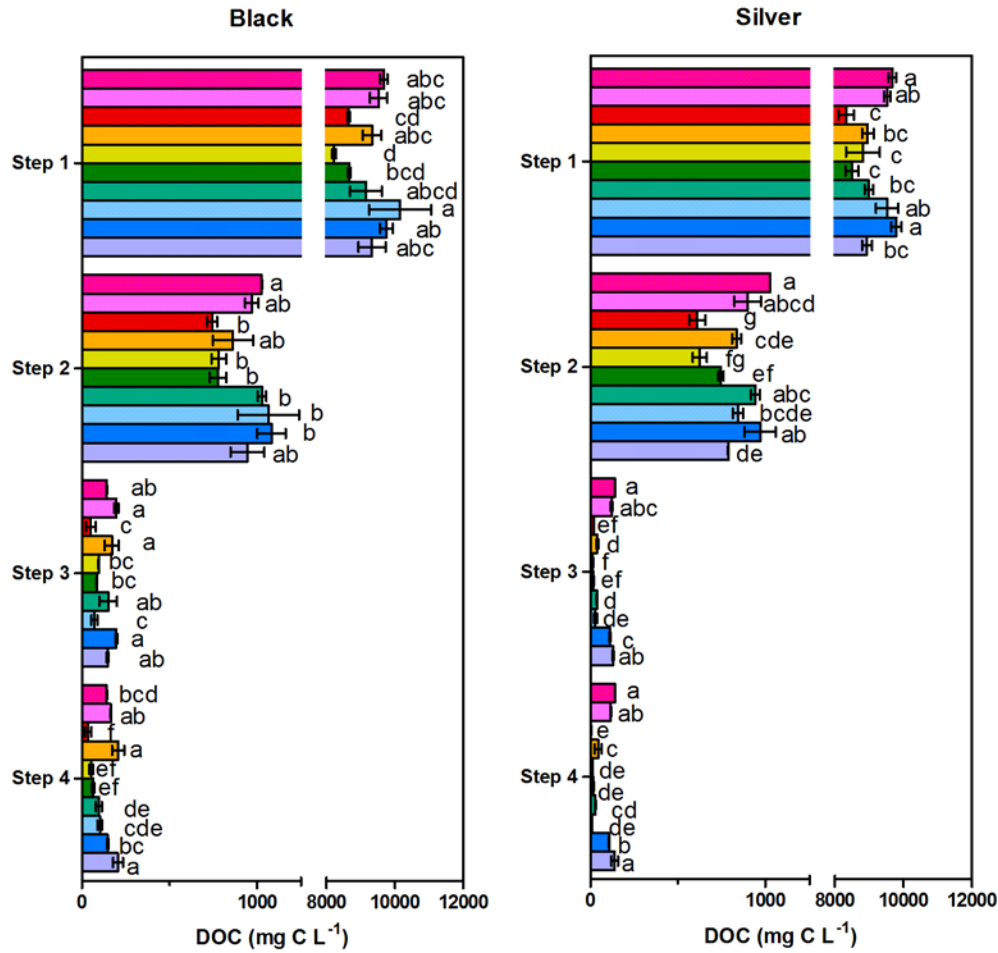 Black
Silver
abc
abc
cd
abc
Step 1
d
bcd
abcd
a
ab
abc
a
ab
b
ab
Step 2
b
b
b
b
b
ab
ab
a
c
a
Step 3
bc
bc
ab
c
a
ab
bcd
ab
f
a
Step 4
ef
ef
de
cde
bc
a
0
1000
8000
10000
12000
DOC (mg C L⁻¹)
a
ab
c
bc
Step 1
c
c
bc
ab
a
bc
a
abcd
g
cde
Step 2
fg
ef
abc
bcde
ab
de
a
abc
ef
d
Step 3
f
ef
d
de
c
ab
a
ab
e
c
Step 4
de
de
cd
de
b
a
0
1000
8000
10000
12000
DOC (mg C L⁻¹)